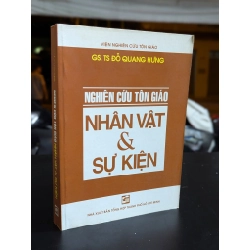 VIỆN NGHIÊN CỨU TÔN GIÁO
GS TS ĐỖ QUANG HƯNG
NGHIÊN CỨU TÔN GIÁO
NHÂN VẬT
&
SỰ KIỆN
NHÀ XUẤT BẢN TỔNG HỢP THÀNH PHỐ HỒ CHÍ MINH